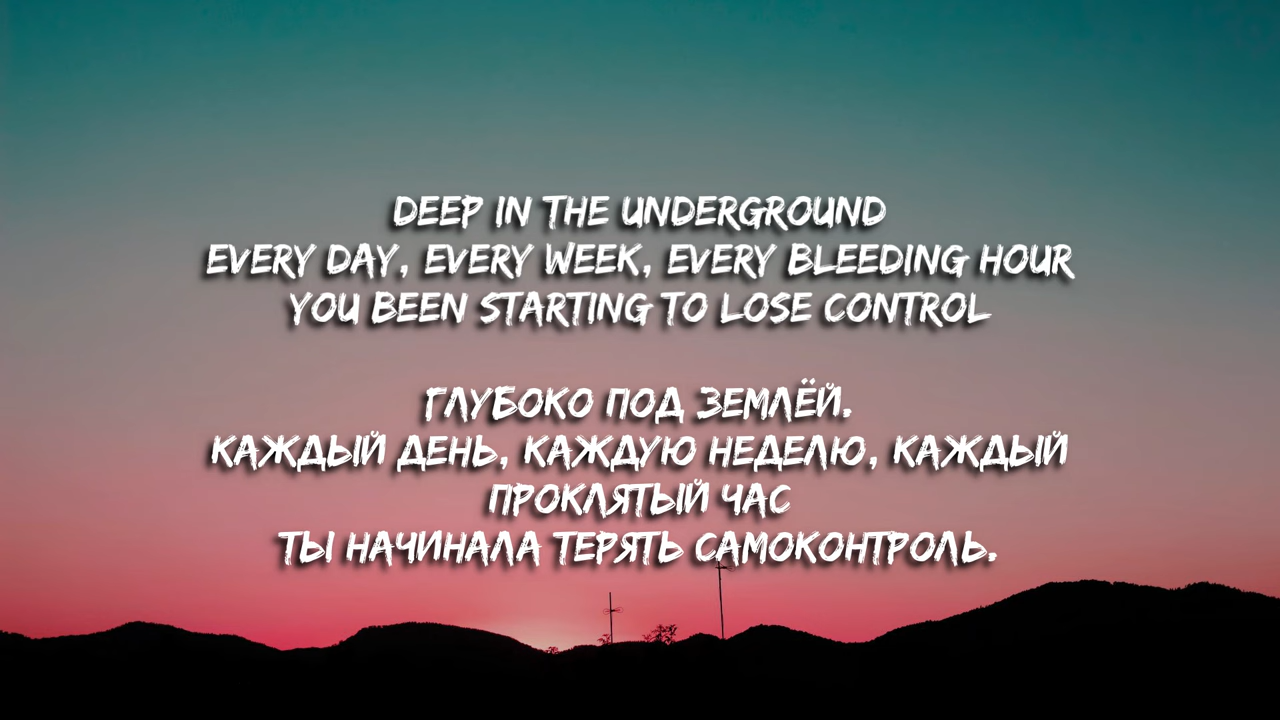 DEEP IN THE UNDERGROUND
EVERY DAY, EVERY WEEK, EVERY BLEEDING HOUR
YOU BEEN STARTING TO LOSE CONTROL
ГЛУБОКО ПОД ЗЕМЛЁЙ.
КАЖДЫЙ ДЕНЬ, КАЖДУЮ НЕДЕЛЮ, КАЖДЫЙ
ПРОКЛЯТЫЙ ЧАС
ТЫ НАЧИНАЛА ТЕРЯТЬ САМОКОНТРОЛЬ.